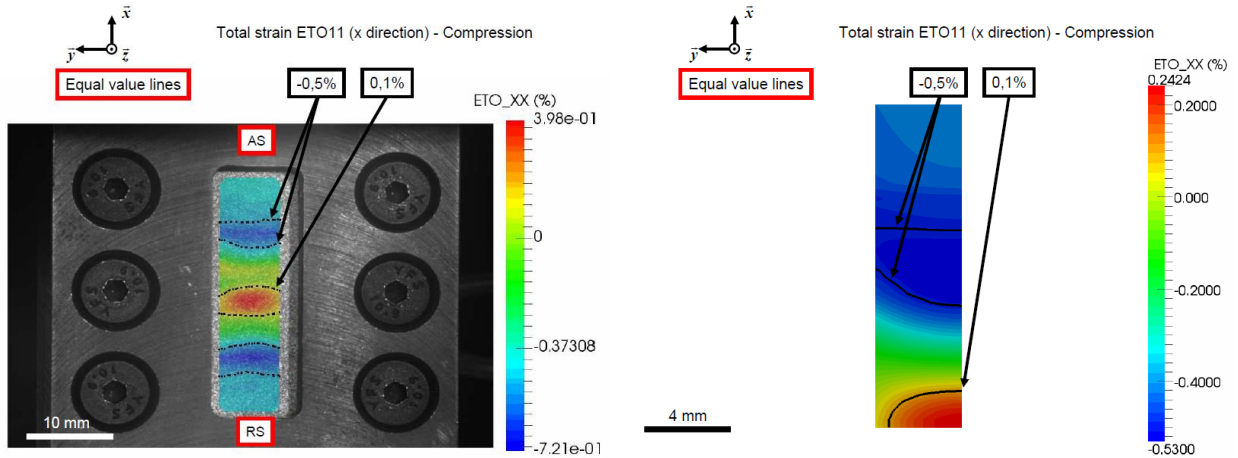 x⃗
y⃗
z⃗
Total strain ETO11 (x direction) - Compression
Equal value lines
-0,5%
0,1%
ETO_XX (%)
3.98e-01
0
-0.37308
-7.21e-01
AS
RS
10 mm
x⃗
y⃗
z⃗
Total strain ETO11 (x direction) - Compression
Equal value lines
-0,5%
0,1%
ETO_XX (%)
0.2424
0.2000
0.000
-0.2000
-0.4000
-0.5300
4 mm